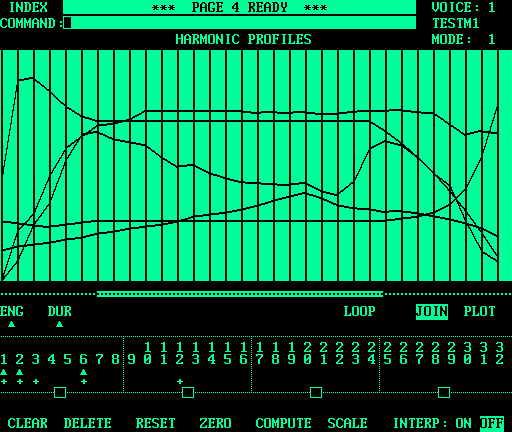 INDEX *** PAGE 4 READY *** VOICE: 1
COMMAND: TESTM1
HARMONIC PROFILES MODE: 1
ENG DUR LOOP JOIN PLOT
1 2 3 4 5 6 7 8 9 10 11 12 13 14 15 16 17 18 19 20 21 22 23 24 25 26 27 28 29 30 31 32
+ + + +
CLEAR DELETE RESET ZERO COMPUTE SCALE INTERP: ON OFF